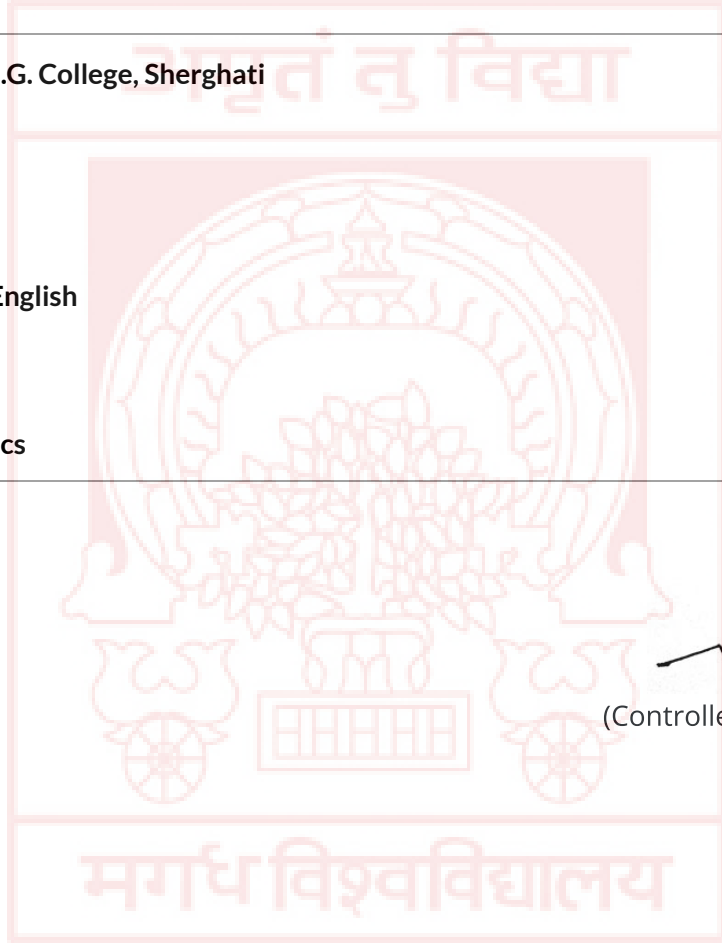 अमृतं तु विद्या
.G. College, Sherghati
English
cs
(Controlle
मगध विश्वविद्यालय